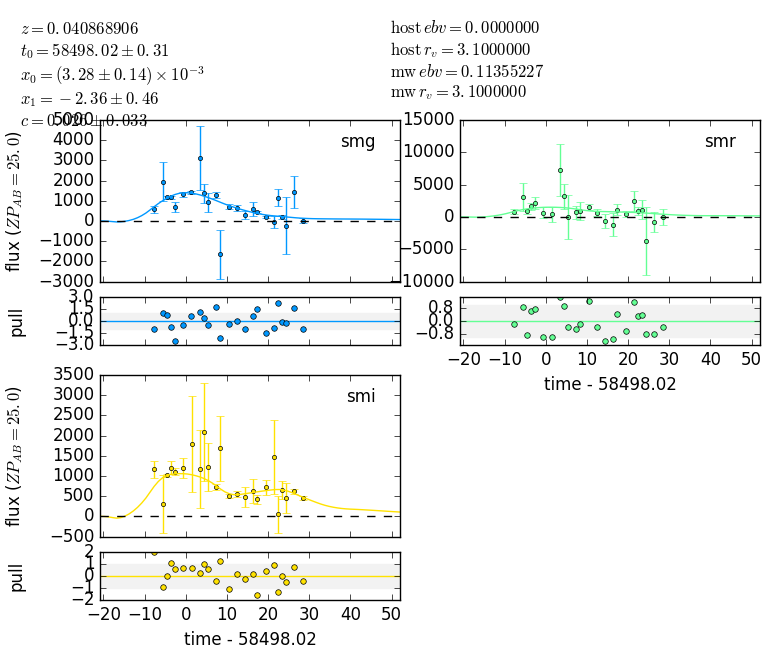 z = 0.040868906
t0 = 58498.02 ± 0.31
x0 = (3.28 ± 0.14) × 10^−3
x1 = −2.36 ± 0.46
c = 0.026 ± 0.033
host ebv = 0.0000000
host r_v = 3.1000000
mw ebv = 0.11355227
mw r_v = 3.1000000
smg
5000
4000
3000
2000
1000
0
−1000
−2000
−3000
flux (ZP_AB = 25.0)
3.0
1.5
0.0
−1.5
−3.0
pull
smr
15000
10000
5000
0
−5000
−10000
0.8
0.0
−0.8
−20 −10 0 10 20 30 40 50
time - 58498.02
smi
3500
3000
2500
2000
1500
1000
500
0
−500
flux (ZP_AB = 25.0)
2
1
0
−1
−2
pull
−20 −10 0 10 20 30 40 50
time - 58498.02